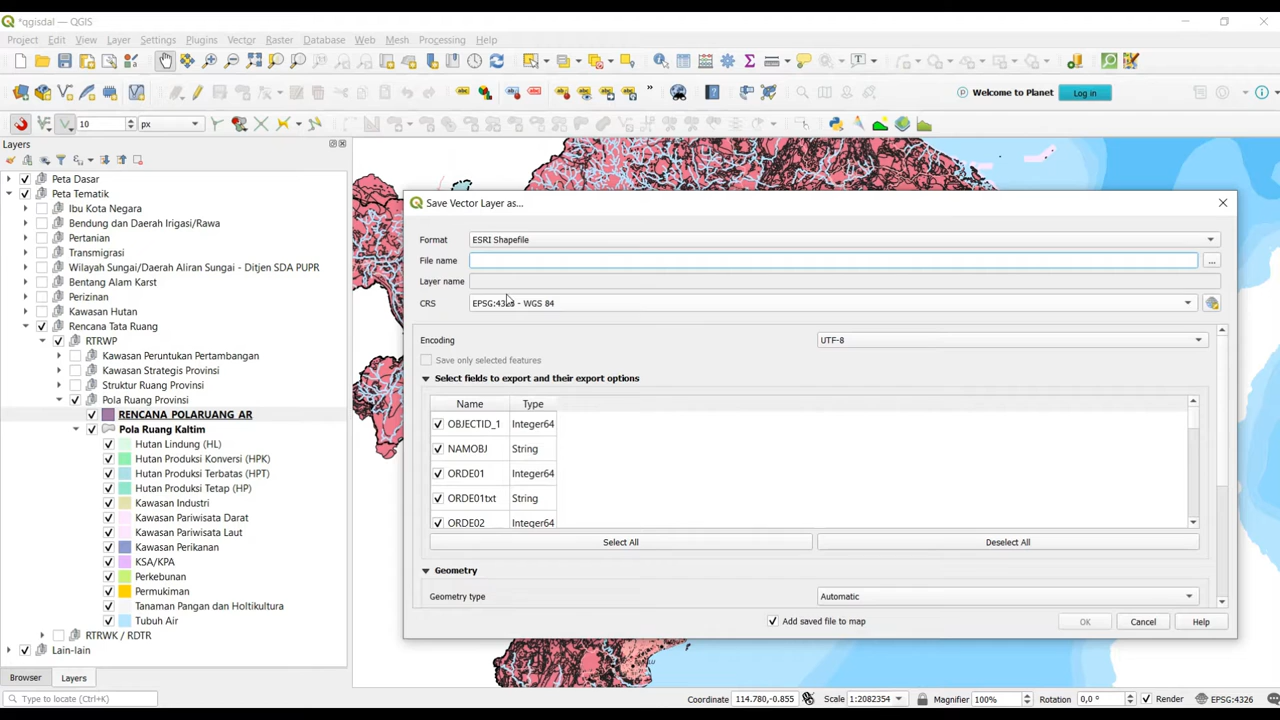 *qgisdal — QGIS
Project Edit View Layer Settings Plugins Vector Raster Database Web Mesh Processing Help
Welcome to Planet Log in
10 px
Layers
Peta Dasar
Peta Tematik
Ibu Kota Negara
Bendung dan Daerah Irigasi/Rawa
Pertanian
Transmigrasi
Wilayah Sungai/Daerah Aliran Sungai - Ditjen SDA PUPR
Bentang Alam Karst
Perizinan
Kawasan Hutan
Rencana Tata Ruang
RTRWP
Kawasan Peruntukan Pertambangan
Kawasan Strategis Provinsi
Struktur Ruang Provinsi
Pola Ruang Provinsi
RENCANA_POLARUANG_AR
Pola Ruang Kaltim
Hutan Lindung (HL)
Hutan Produksi Konversi (HPK)
Hutan Produksi Terbatas (HPT)
Hutan Produksi Tetap (HP)
Kawasan Industri
Kawasan Pariwisata Darat
Kawasan Pariwisata Laut
Kawasan Perikanan
KSA/KPA
Perkebunan
Permukiman
Tanaman Pangan dan Holtikultura
Tubuh Air
RTRWK / RDTR
Lain-lain
Browser Layers
Save Vector Layer as...
Format ESRI Shapefile
File name ...
Layer name
CRS EPSG:4326 - WGS 84
Encoding UTF-8
Save only selected features
Select fields to export and their export options
Name Type
OBJECTID_1 Integer64
NAMOBJ String
ORDE01 Integer64
ORDE01txt String
ORDE02 Integer64
Select All Deselect All
Geometry
Geometry type Automatic
Add saved file to map OK Cancel Help
Type to locate (Ctrl+K) Coordinate 114.780,-0.855 Scale 1:2082354 Magnifier 100% Rotation 0,0 ° Render EPSG:4326